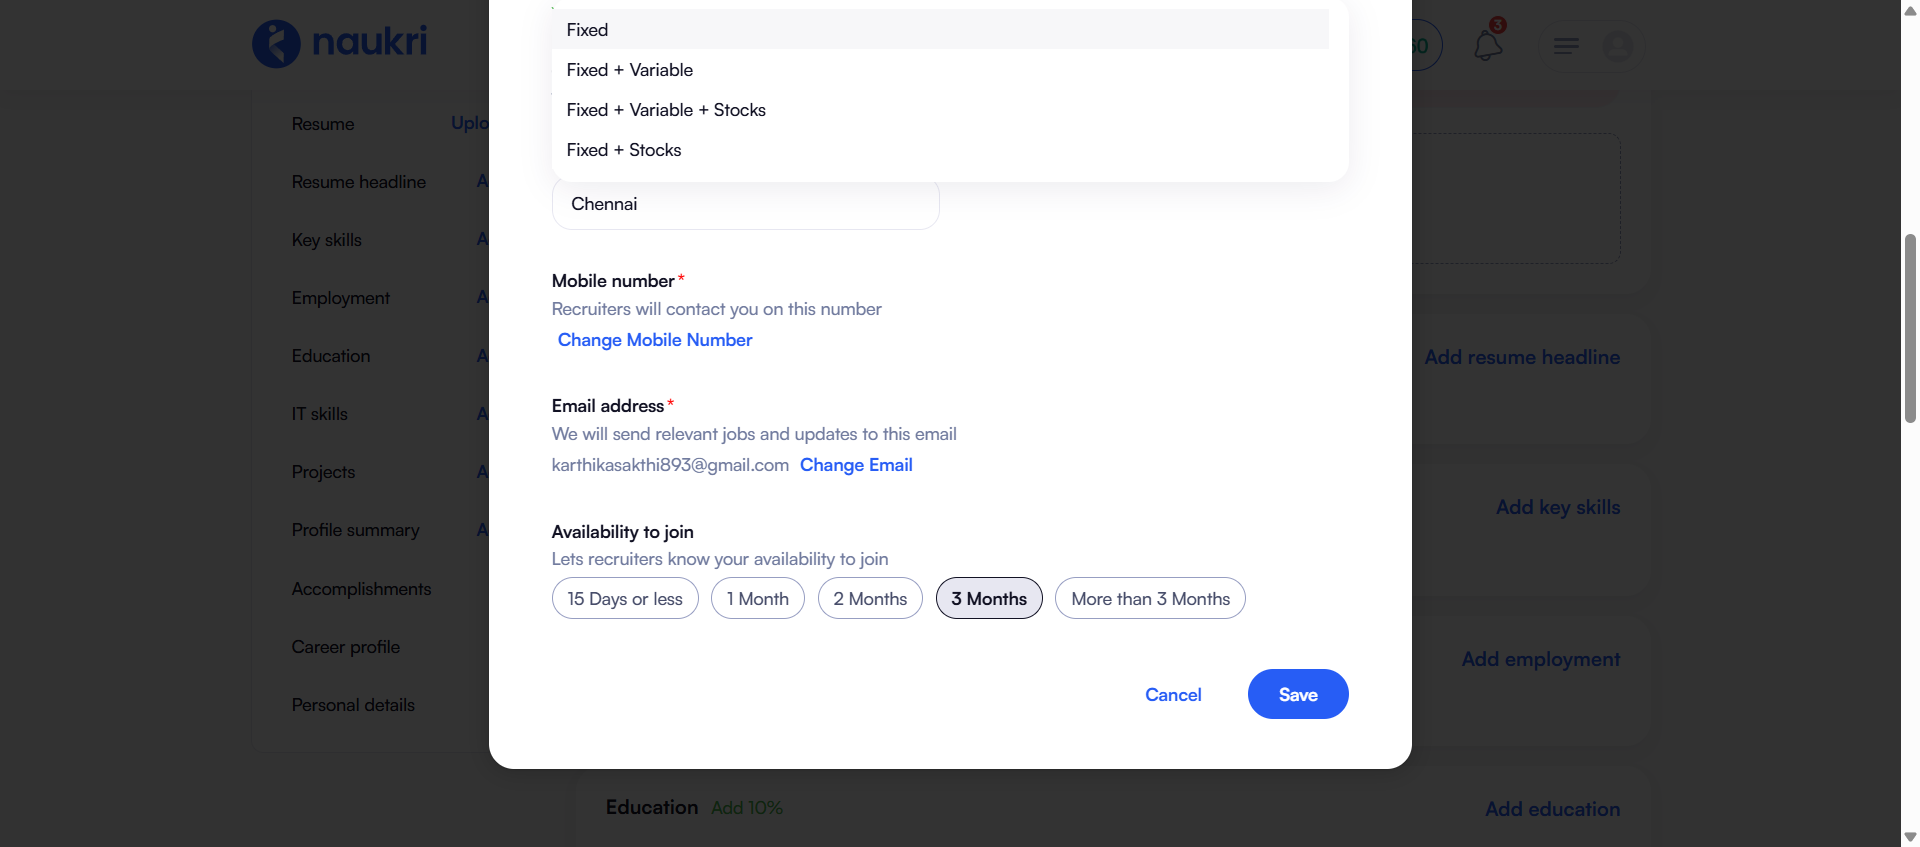 naukri
3
Fixed
Fixed + Variable
Fixed + Variable + Stocks
Fixed + Stocks
Chennai
Mobile number*
Recruiters will contact you on this number
Change Mobile Number
Email address*
We will send relevant jobs and updates to this email
karthikasakthi893@gmail.com Change Email
Availability to join
Lets recruiters know your availability to join
15 Days or less
1 Month
2 Months
3 Months
More than 3 Months
Cancel
Save
Resume
Resume headline
Key skills
Employment
Education
IT skills
Projects
Profile summary
Accomplishments
Career profile
Personal details
Add resume headline
Add key skills
Add employment
Education Add 10%
Add education